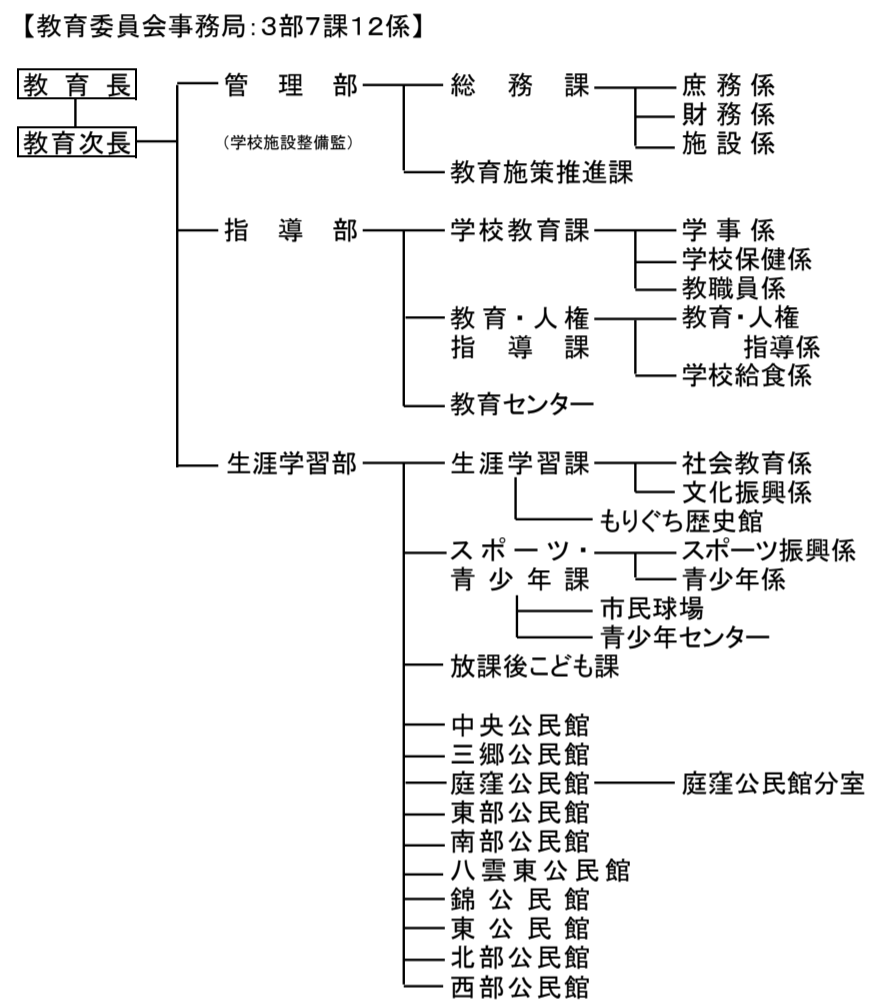 【教育委員会事務局：３部７課１２係】
教育長 管理部 総務課 庶務係
財務係
教育次長 （学校施設整備監） 施設係
教育施策推進課
指導部 学校教育課 学事係
学校保健係
教職員係
教育・人権 教育・人権
指導課 指導係
学校給食係
教育センター
生涯学習部 生涯学習課 社会教育係
文化振興係
もりぐち歴史館
スポーツ・ スポーツ振興係
青少年課 青少年係
市民球場
青少年センター
放課後こども課
中央公民館
三郷公民館
庭窪公民館 庭窪公民館分室
東部公民館
南部公民館
八雲東公民館
錦公民館
東公民館
北部公民館
西部公民館